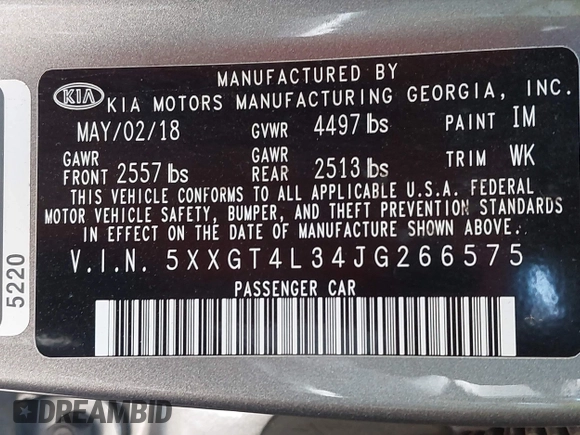 MANUFACTURED BY
KIA KIA MOTORS MANUFACTURING GEORGIA, INC.
MAY/02/18 GVWR 4497 lbs PAINT IM
GAWR FRONT 2557 lbs GAWR REAR 2513 lbs TRIM WK
THIS VEHICLE CONFORMS TO ALL APPLICABLE U.S.A. FEDERAL
MOTOR VEHICLE SAFETY, BUMPER, AND THEFT PREVENTION STANDARDS
IN EFFECT ON THE DATE OF MANUFACTURE SHOWN ABOVE.
V.I.N. 5XXGT4L34JG266575
PASSENGER CAR
5220
DREAMBID